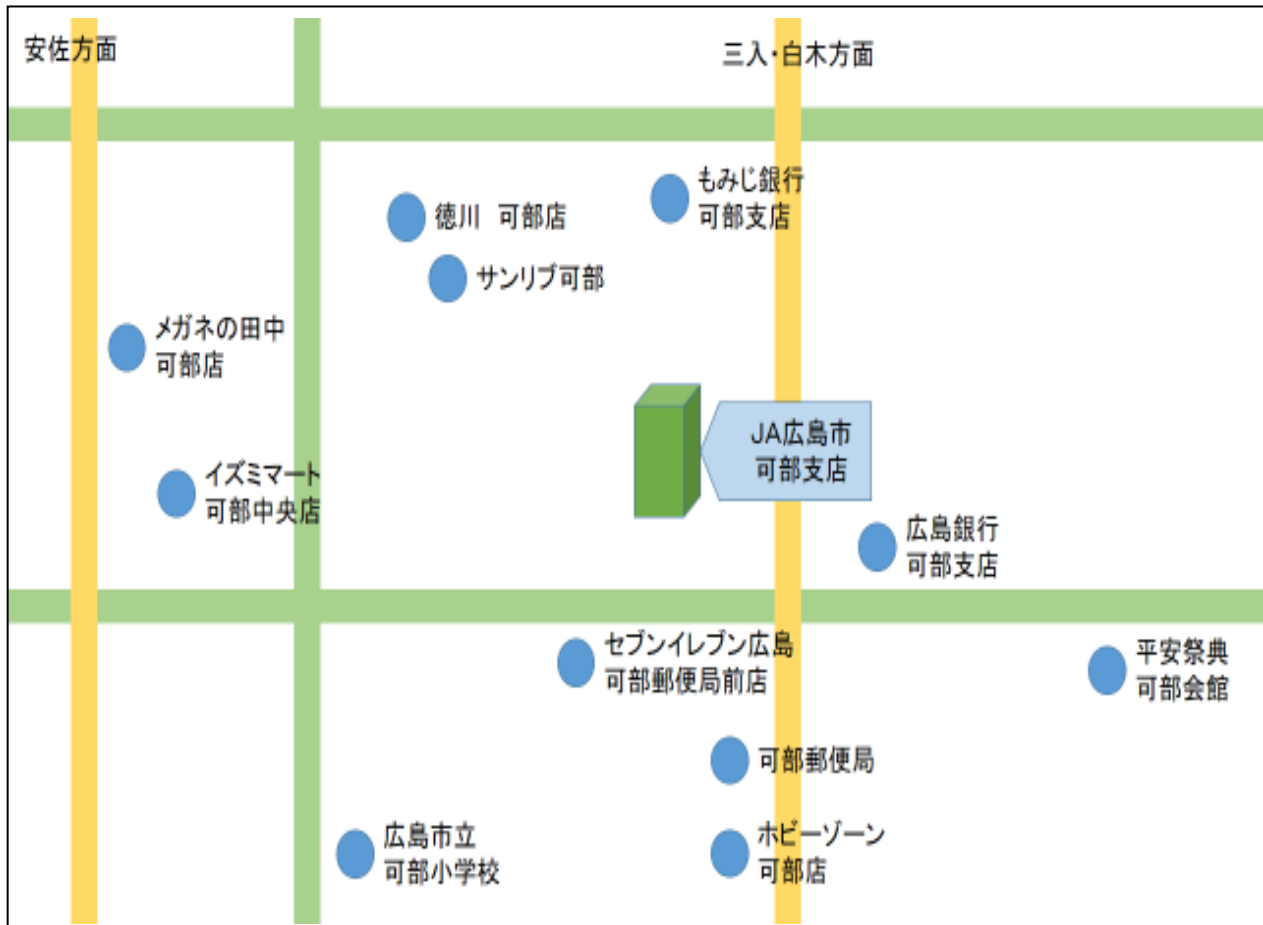 安佐方面
三入・白木方面
もみじ銀行
可部支店
徳川　可部店
サンリブ可部
メガネの田中
可部店
JA広島市
可部支店
イズミマート
可部中央店
広島銀行
可部支店
セブンイレブン広島
可部郵便局前店
平安祭典
可部会館
可部郵便局
広島市立
可部小学校
ホビーゾーン
可部店